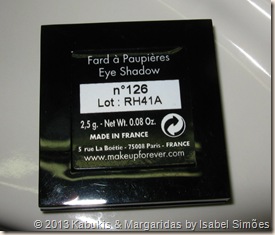 Fard à Paupières
Eye Shadow
n°126
Lot : RH41A
2,5 g. - Net Wt. 0.08 Oz.
MADE IN FRANCE
5 rue La Boétie - 75008 Paris - FRANCE
www.makeupforever.com
© 2013 Kabukis & Margaridas by Isabel Simões